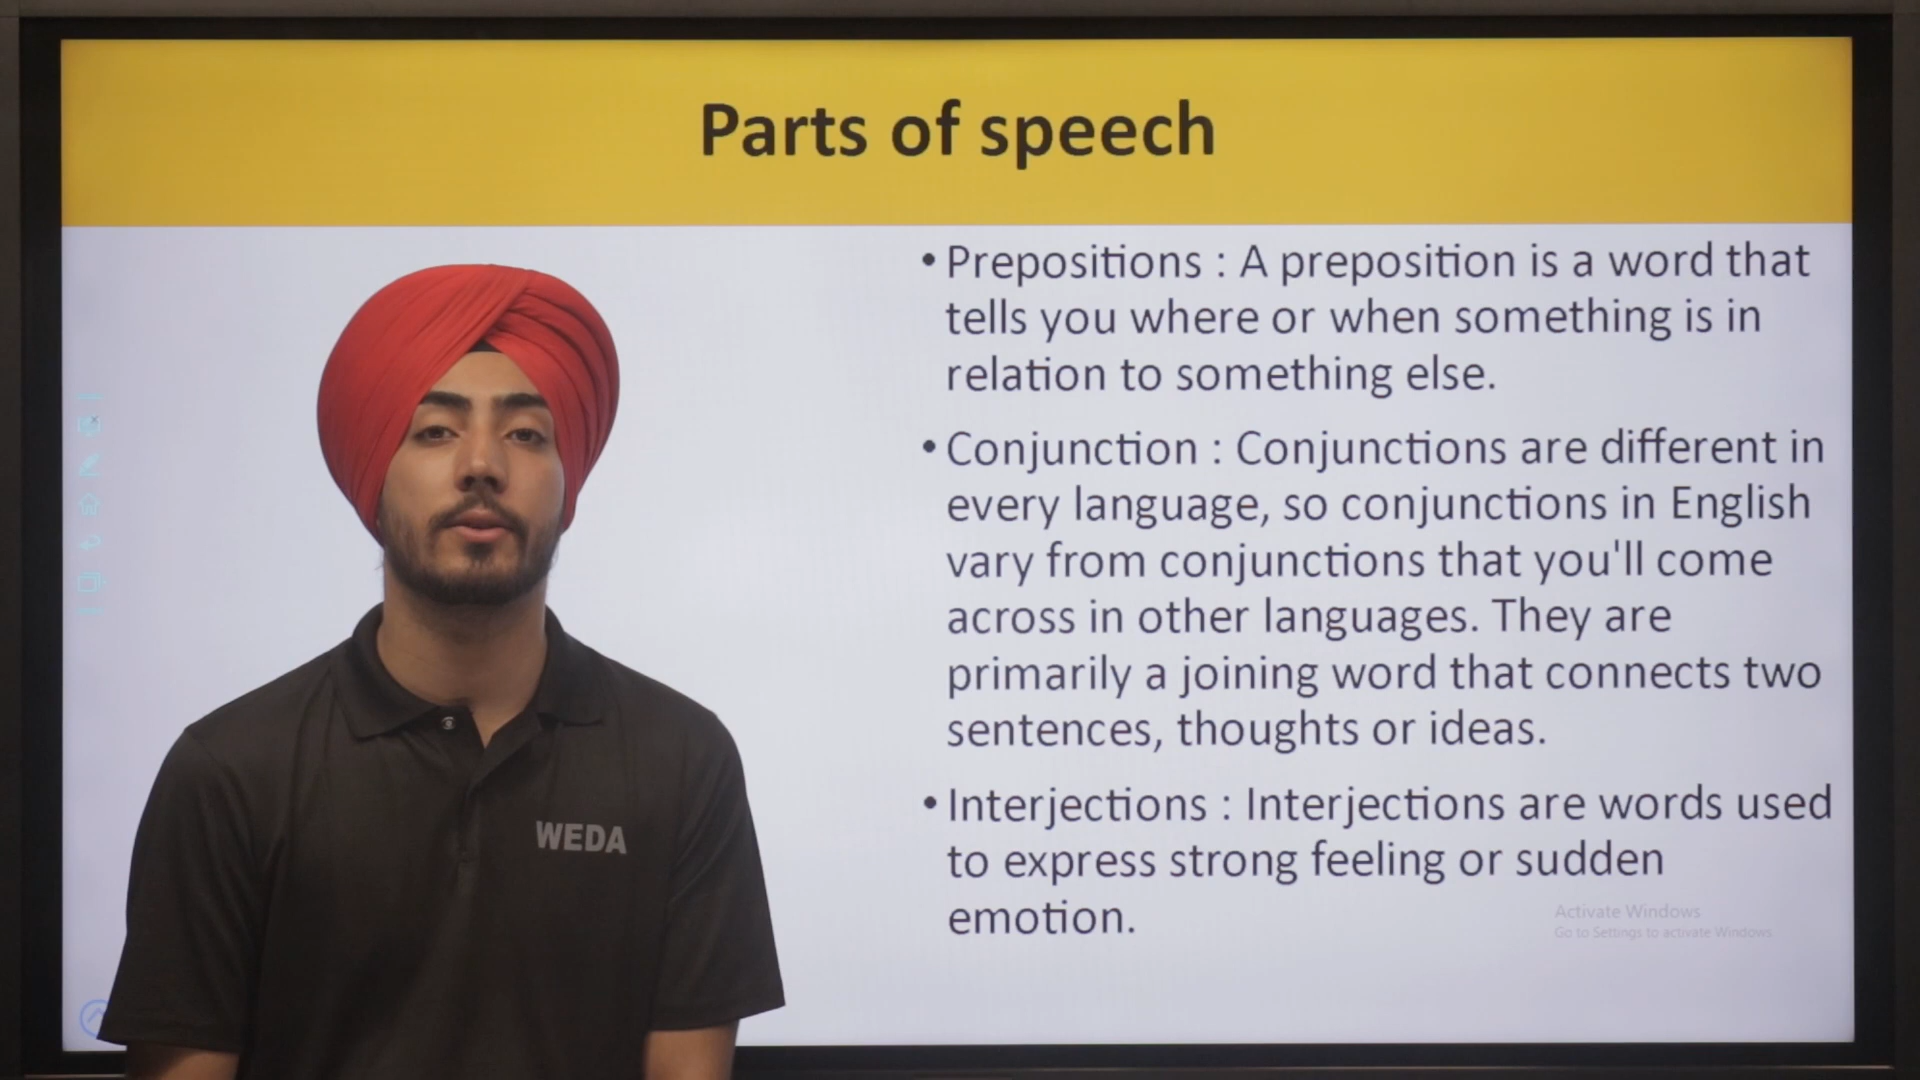 Parts of speech
• Prepositions : A preposition is a word that
tells you where or when something is in
relation to something else.
• Conjunction : Conjunctions are different in
every language, so conjunctions in English
vary from conjunctions that you'll come
across in other languages. They are
primarily a joining word that connects two
sentences, thoughts or ideas.
• Interjections : Interjections are words used
to express strong feeling or sudden
emotion.
WEDA
Activate Windows
Go to Settings to activate Windows